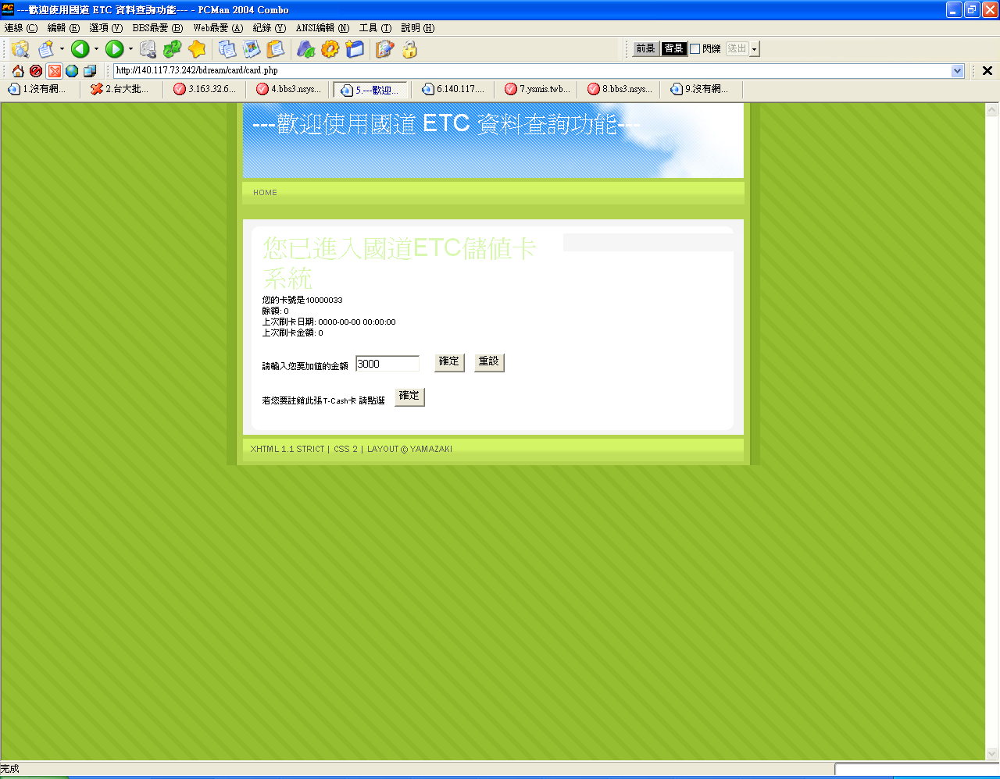 ---歡迎使用國道 ETC 資料查詢功能--- - PCMan 2004 Combo
連線 (C) 編輯 (E) 選項 (V) BBS最愛 (B) Web最愛 (A) 紀錄 (Y) ANSI編輯 (N) 工具 (T) 說明 (H)
前景 背景 閃爍 送出
http://140.117.73.242/bdream/card/card.php
1.沒有網... 2.台大批... 3.163.32.6... 4.bbs3.nsys... 5.---歡迎... 6.140.117.... 7.ysmis.twb... 8.bbs3.nsys... 9.沒有網...
---歡迎使用國道 ETC 資料查詢功能---
HOME
您已進入國道ETC儲值卡
系統
您的卡號是10000033
餘額: 0
上次刷卡日期: 0000-00-00 00:00:00
上次刷卡金額: 0
請輸入您要加值的金額 3000 確定 重設
若您要註銷此張T-Cash卡 請點選 確定
XHTML 1.1 STRICT | CSS 2 | LAYOUT © YAMAZAKI
完成